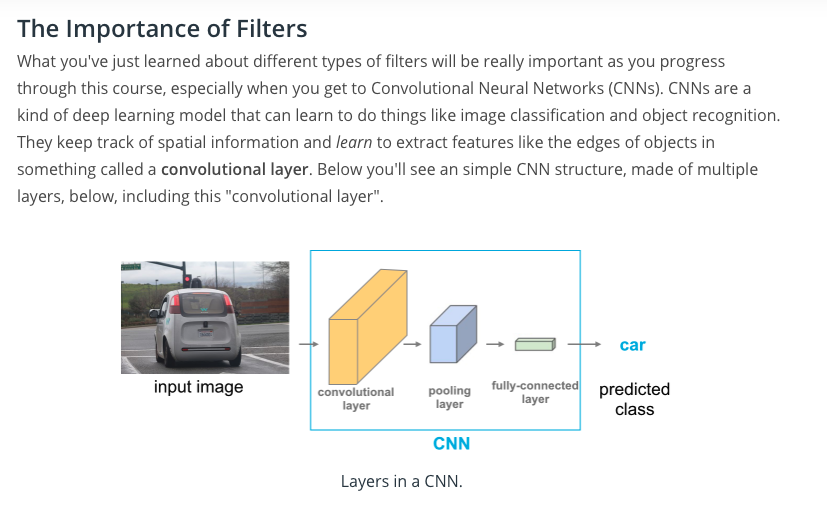 The Importance of Filters
What you've just learned about different types of filters will be really important as you progress
through this course, especially when you get to Convolutional Neural Networks (CNNs). CNNs are a
kind of deep learning model that can learn to do things like image classification and object recognition.
They keep track of spatial information and learn to extract features like the edges of objects in
something called a convolutional layer. Below you'll see an simple CNN structure, made of multiple
layers, below, including this "convolutional layer".
input image
convolutional
layer
pooling
layer
fully-connected
layer
car
predicted
class
CNN
Layers in a CNN.